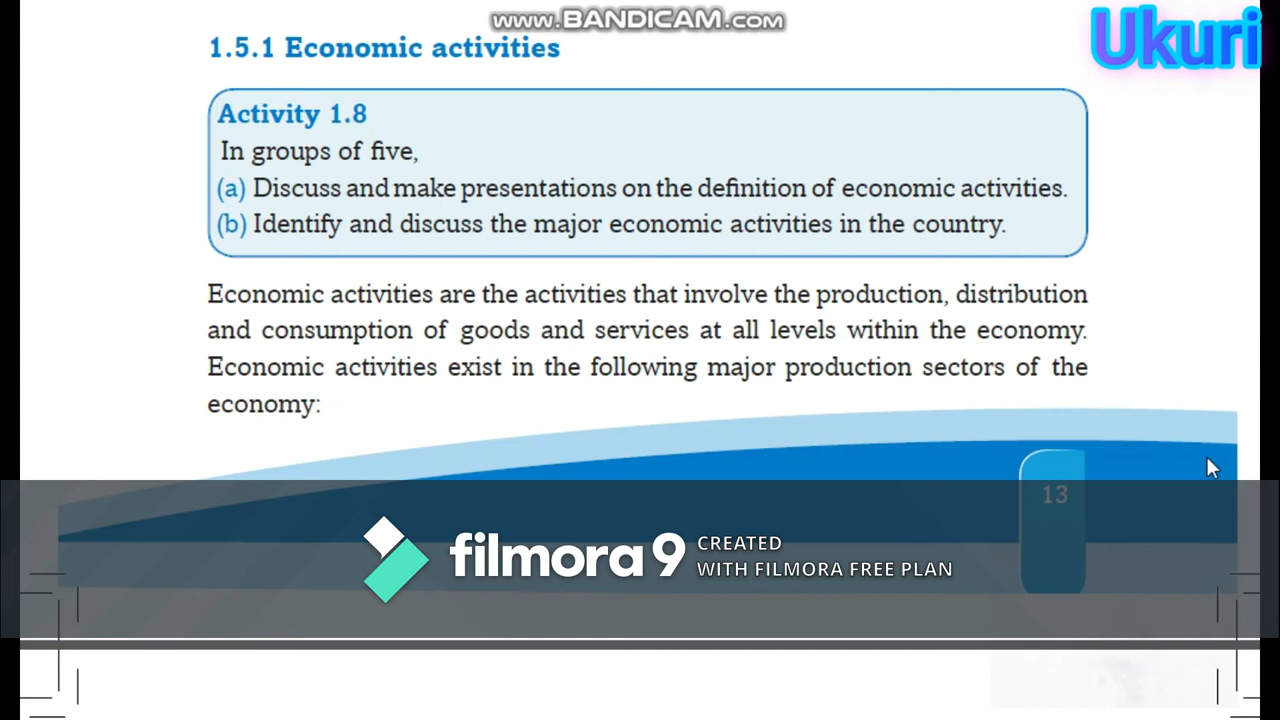 www.BANDICAM.com
Ukuri
1.5.1 Economic activities
Activity 1.8
In groups of five,
(a) Discuss and make presentations on the definition of economic activities.
(b) Identify and discuss the major economic activities in the country.
Economic activities are the activities that involve the production, distribution
and consumption of goods and services at all levels within the economy.
Economic activities exist in the following major production sectors of the
economy:
13
filmora 9 CREATED
WITH FILMORA FREE PLAN